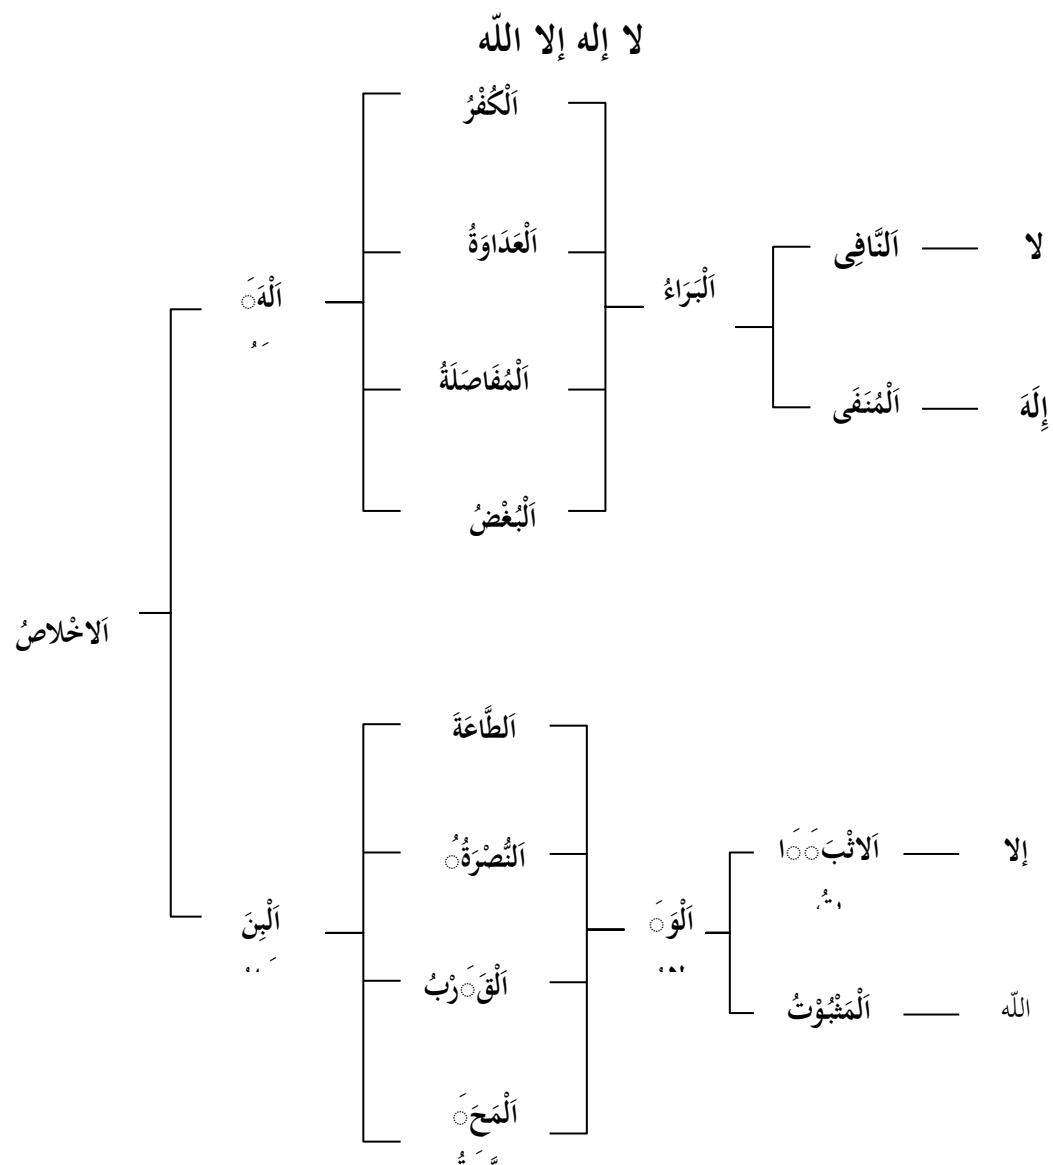 لا إله إلا اللّه
لا
اَلنَّافِى
إِلَهَ
اَلْمُنَفَى
اَلْبَرَاءُ
اَلْكُفْرُ
اَلْعَدَاوَةُ
اَلْمُفَاصَلَةُ
اَلْبُغْضُ
إلا
اللّه
اَلْمَثْبُوْتُ
اَلطَّاعَةَ
اَلنُّصْرَةُ
اَلْقَرْبُ
اَلاخْلاصُ